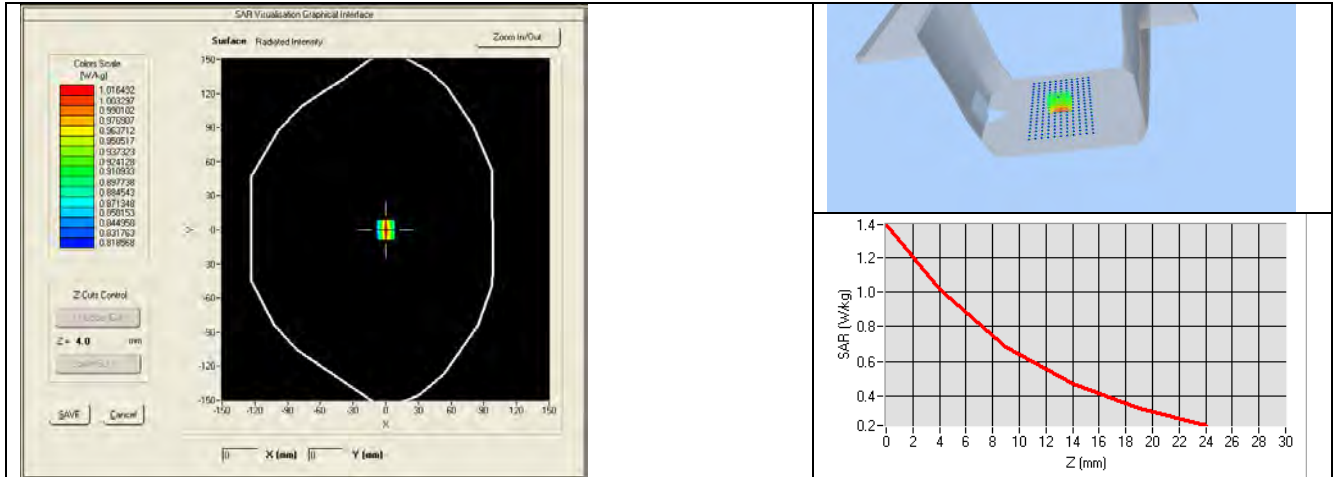 SAR Visualisation Graphical Interface
Surface Radiated Intensity
Zoom In/Out
Colors Scale
(W/kg)
1.016492
1.003297
0.990102
0.976907
0.963712
0.950517
0.937323
0.924128
0.910933
0.897738
0.884543
0.871348
0.858153
0.844958
0.831763
0.818568
150-
120-
90-
60-
30-
0-
-30-
-60-
-90-
-120-
-150-
Y
-150 -120 -90 -60 -30 0 30 60 90 120 150
X
Z Cuts Control
Z = 4.0 mm
SAVE
Cancel
0 X (mm) 0 Y (mm)
1.4-
1.2-
1.0-
0.8-
0.6-
0.4-
0.2-
SAR (W/kg)
0 2 4 6 8 10 12 14 16 18 20 22 24 26 28 30
Z (mm)